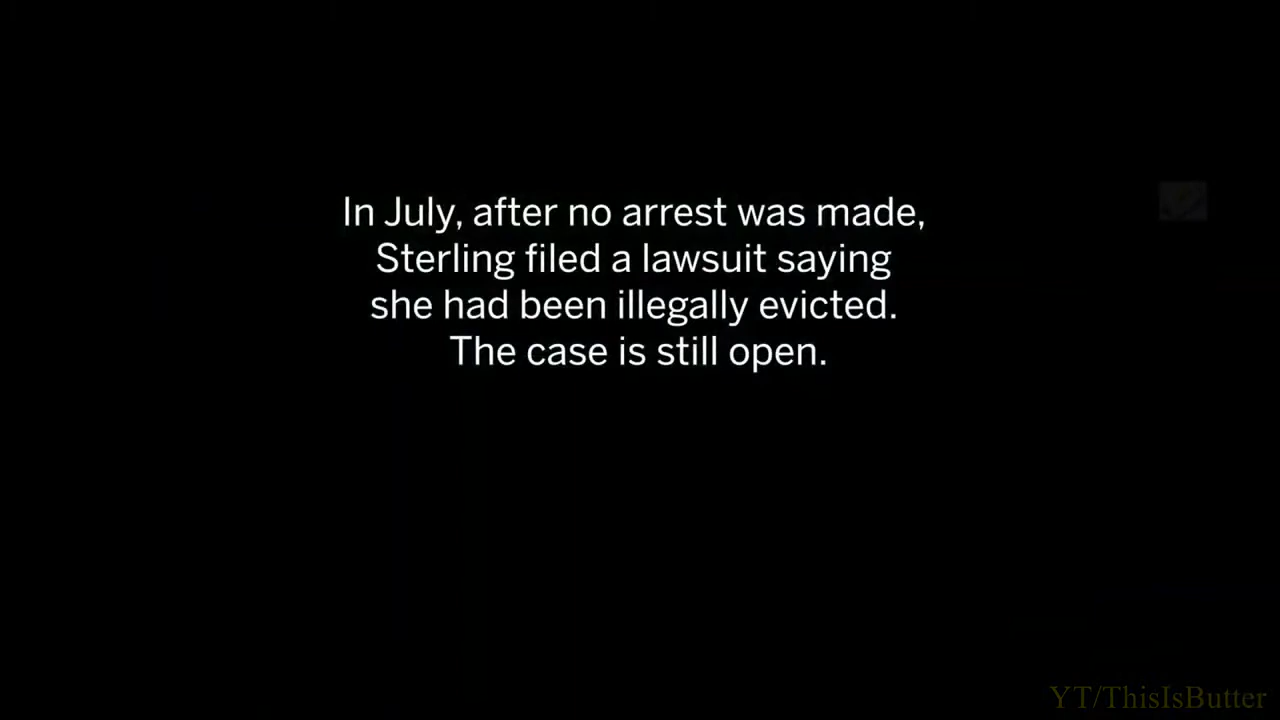 In July, after no arrest was made,
Sterling filed a lawsuit saying
she had been illegally evicted.
The case is still open.
YT/ThisIsButter